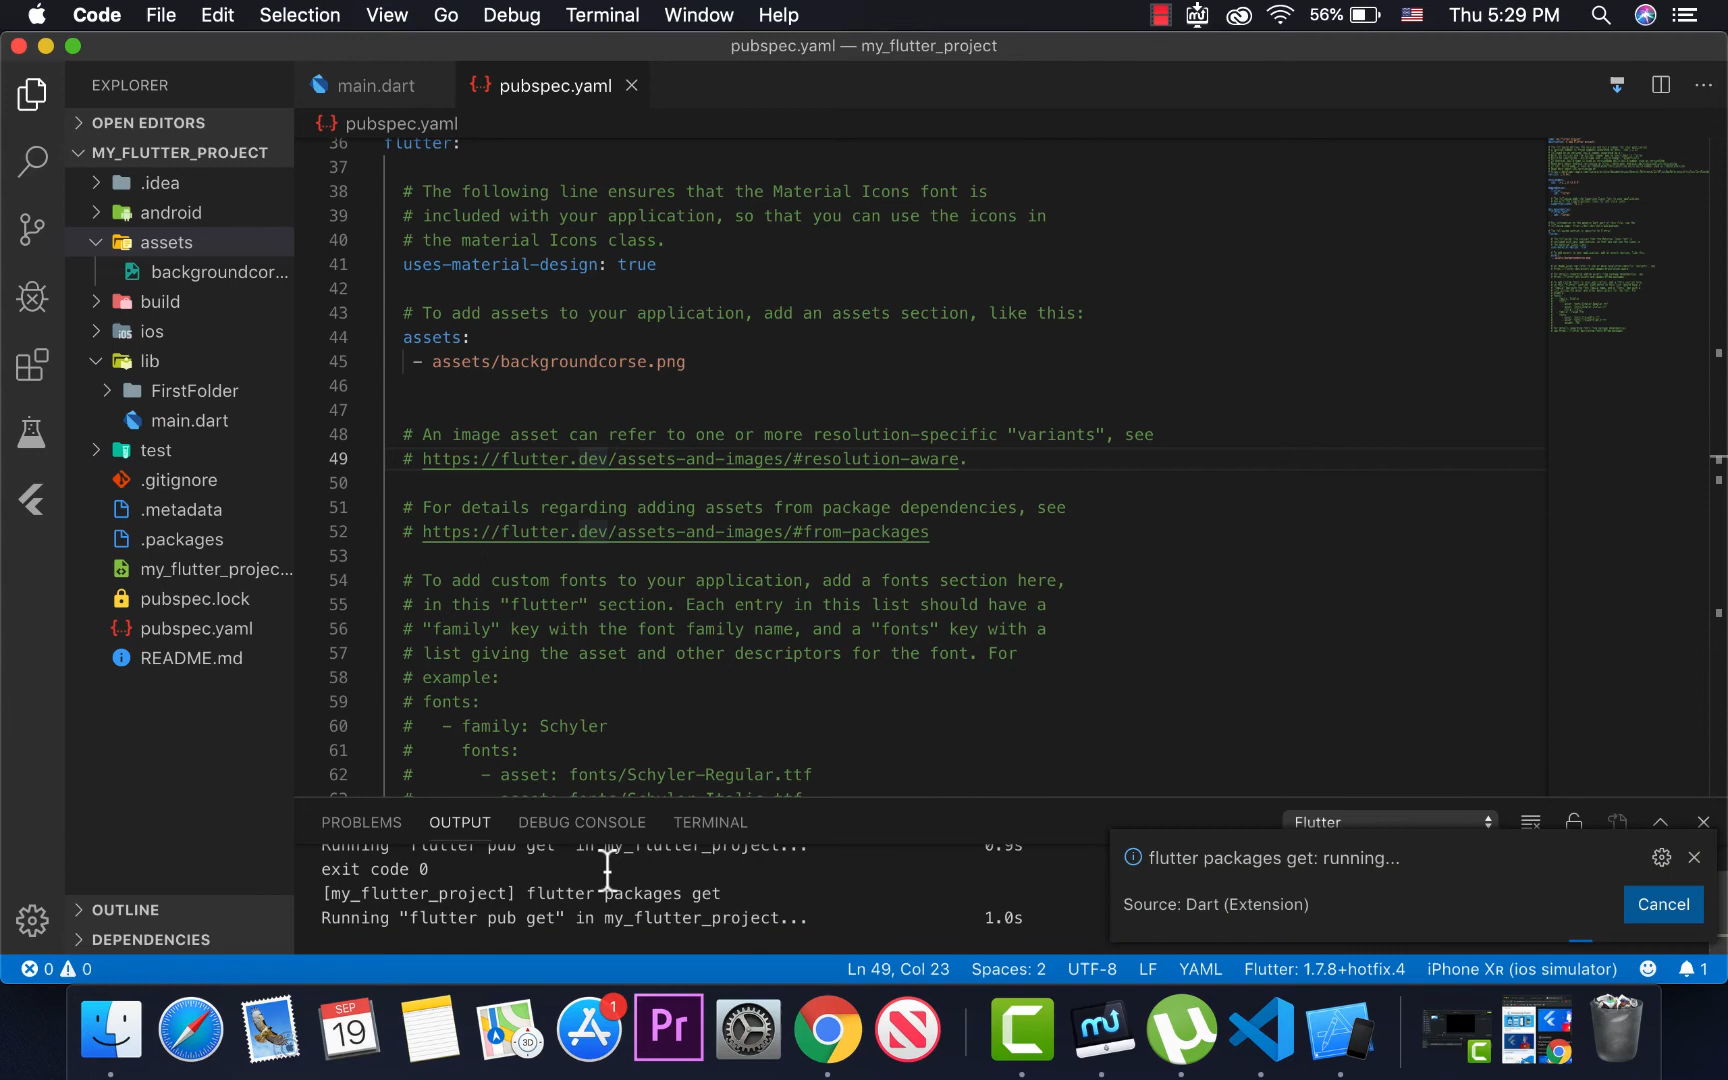 Code File Edit Selection View Go Debug Terminal Window Help 56% Thu 5:29 PM
pubspec.yaml — my_flutter_project
EXPLORER
OPEN EDITORS
MY_FLUTTER_PROJECT
.idea
android
assets
backgroundcor...
build
ios
lib
FirstFolder
main.dart
test
.gitignore
.metadata
.packages
my_flutter_projec...
pubspec.lock
pubspec.yaml
README.md
OUTLINE
DEPENDENCIES
main.dart pubspec.yaml
pubspec.yaml
36 flutter:
37
38 # The following line ensures that the Material Icons font is
39 # included with your application, so that you can use the icons in
40 # the material Icons class.
41 uses-material-design: true
42
43 # To add assets to your application, add an assets section, like this:
44 assets:
45 - assets/backgroundcorse.png
46
47
48 # An image asset can refer to one or more resolution-specific "variants", see
49 # https://flutter.dev/assets-and-images/#resolution-aware.
50
51 # For details regarding adding assets from package dependencies, see
52 # https://flutter.dev/assets-and-images/#from-packages
53
54 # To add custom fonts to your application, add a fonts section here,
55 # in this "flutter" section. Each entry in this list should have a
56 # "family" key with the font family name, and a "fonts" key with a
57 # list giving the asset and other descriptors for the font. For
58 # example:
59 # fonts:
60 # - family: Schyler
61 # fonts:
62 # - asset: fonts/Schyler-Regular.ttf
PROBLEMS OUTPUT DEBUG CONSOLE TERMINAL Flutter
Running "flutter pub get" in my_flutter_project... 0.9s
exit code 0
[my_flutter_project] flutter packages get
Running "flutter pub get" in my_flutter_project... 1.0s
flutter packages get: running...
Source: Dart (Extension) Cancel
0 0 Ln 49, Col 23 Spaces: 2 UTF-8 LF YAML Flutter: 1.7.8+hotfix.4 iPhone XR (ios simulator) 1
SEP
19
3D
1
Pr